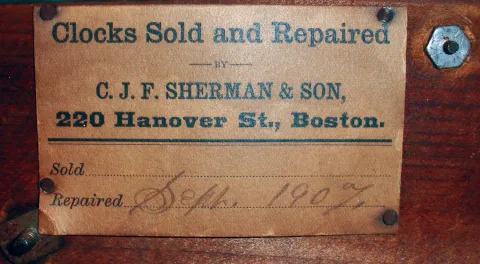 Clocks Sold and Repaired
BY
C. J. F. SHERMAN & SON,
220 Hanover St., Boston.
Sold
Repaired Sept. 1907.